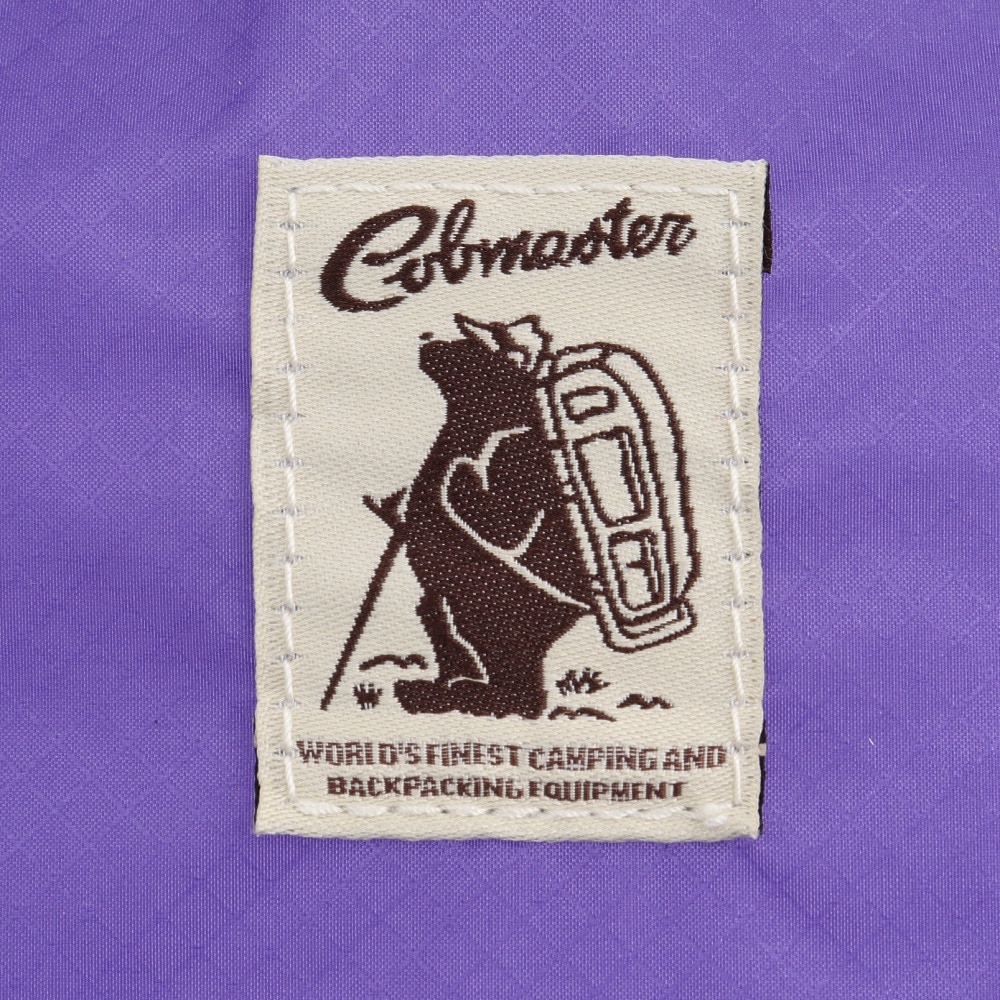 Cobmaster
WORLD'S FINEST CAMPING AND
BACKPACKING EQUIPMENT